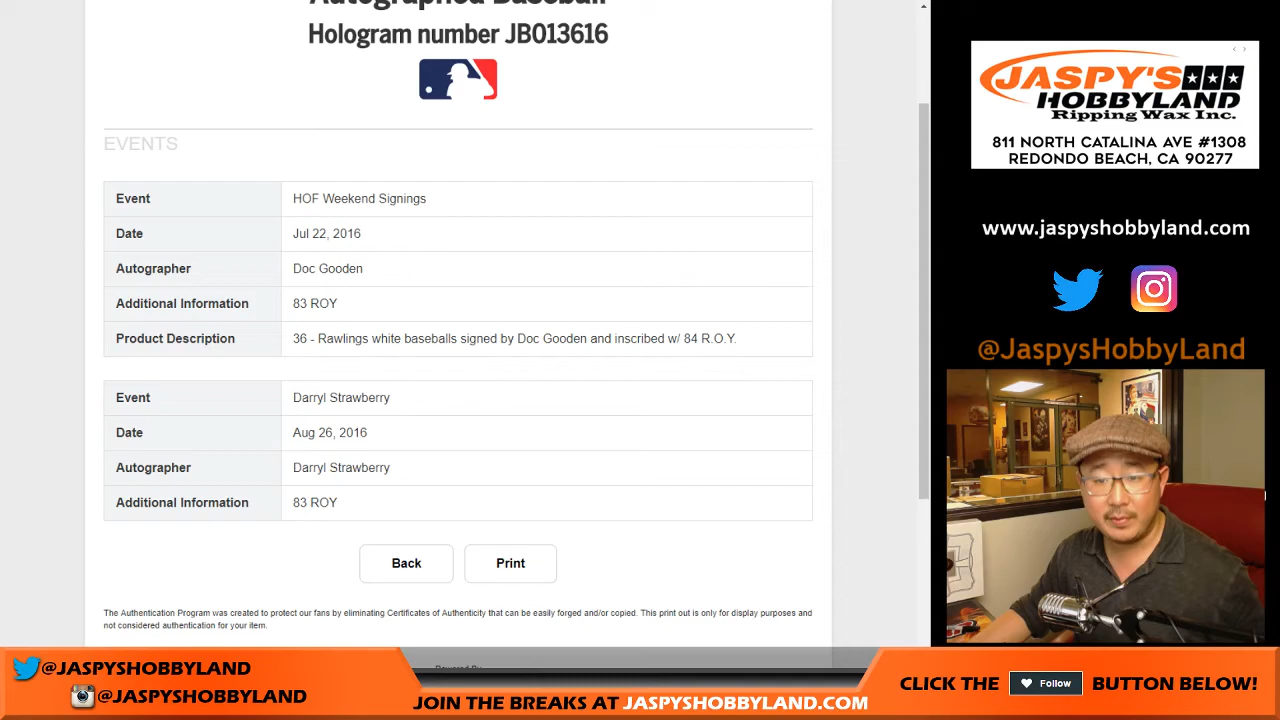 Autographed Baseball
Hologram number JB013616
EVENTS
Event HOF Weekend Signings
Date Jul 22, 2016
Autographer Doc Gooden
Additional Information 83 ROY
Product Description 36 - Rawlings white baseballs signed by Doc Gooden and inscribed w/ 84 R.O.Y.
Event Darryl Strawberry
Date Aug 26, 2016
Autographer Darryl Strawberry
Additional Information 83 ROY
Back Print
The Authentication Program was created to protect our fans by eliminating Certificates of Authenticity that can be easily forged and/or copied. This print out is only for display purposes and
not considered authentication for your item.
Powered By
JASPY'S
HOBBYLAND
Ripping Wax Inc.
811 NORTH CATALINA AVE #1308
REDONDO BEACH, CA 90277
www.jaspyshobbyland.com
@JaspysHobbyLand
@JASPYSHOBBYLAND
@JASPYSHOBBYLAND
JOIN THE BREAKS AT JASPYSHOBBYLAND.COM
CLICK THE Follow BUTTON BELOW!